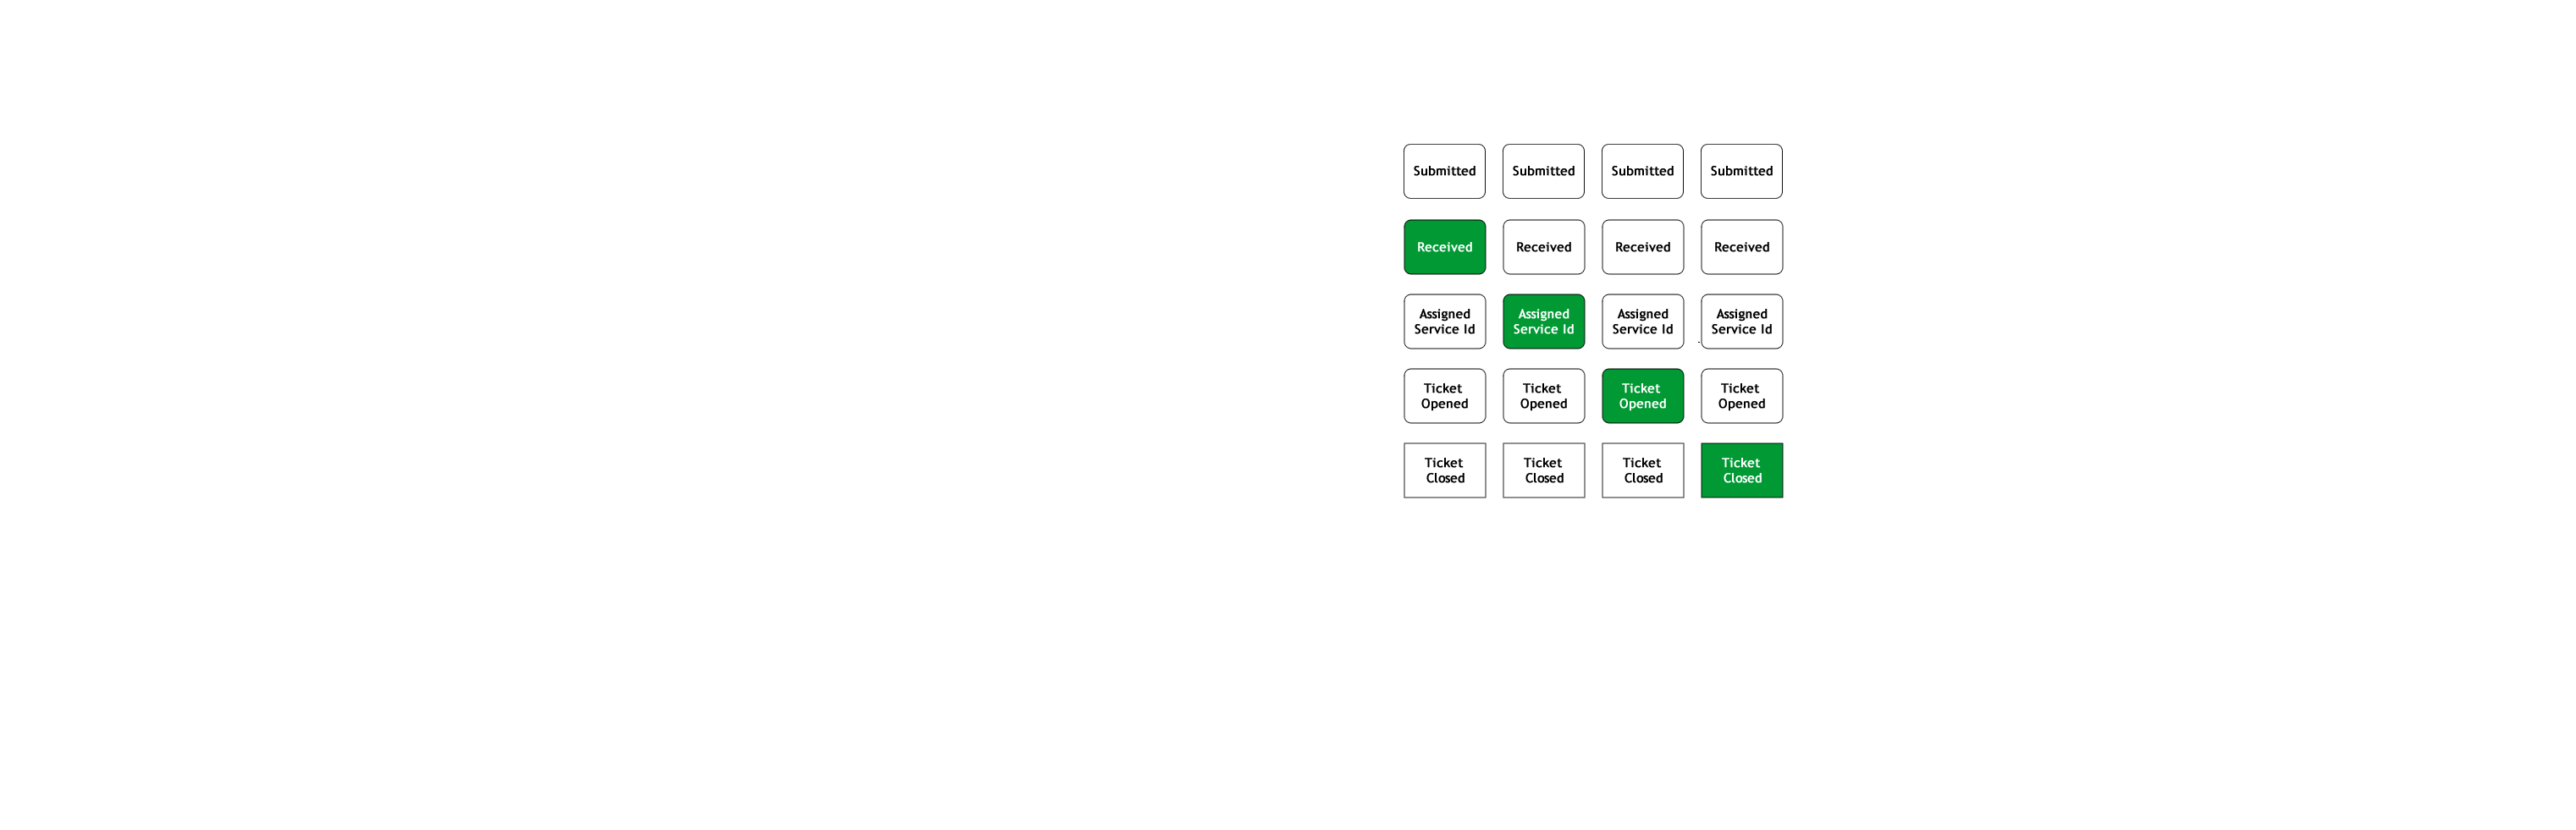 Submitted Submitted Submitted Submitted
Received Received Received Received
Assigned Assigned Assigned Assigned
Service Id Service Id Service Id Service Id
Ticket Ticket Ticket Ticket
Opened Opened Opened Opened
Ticket Ticket Ticket Ticket
Closed Closed Closed Closed